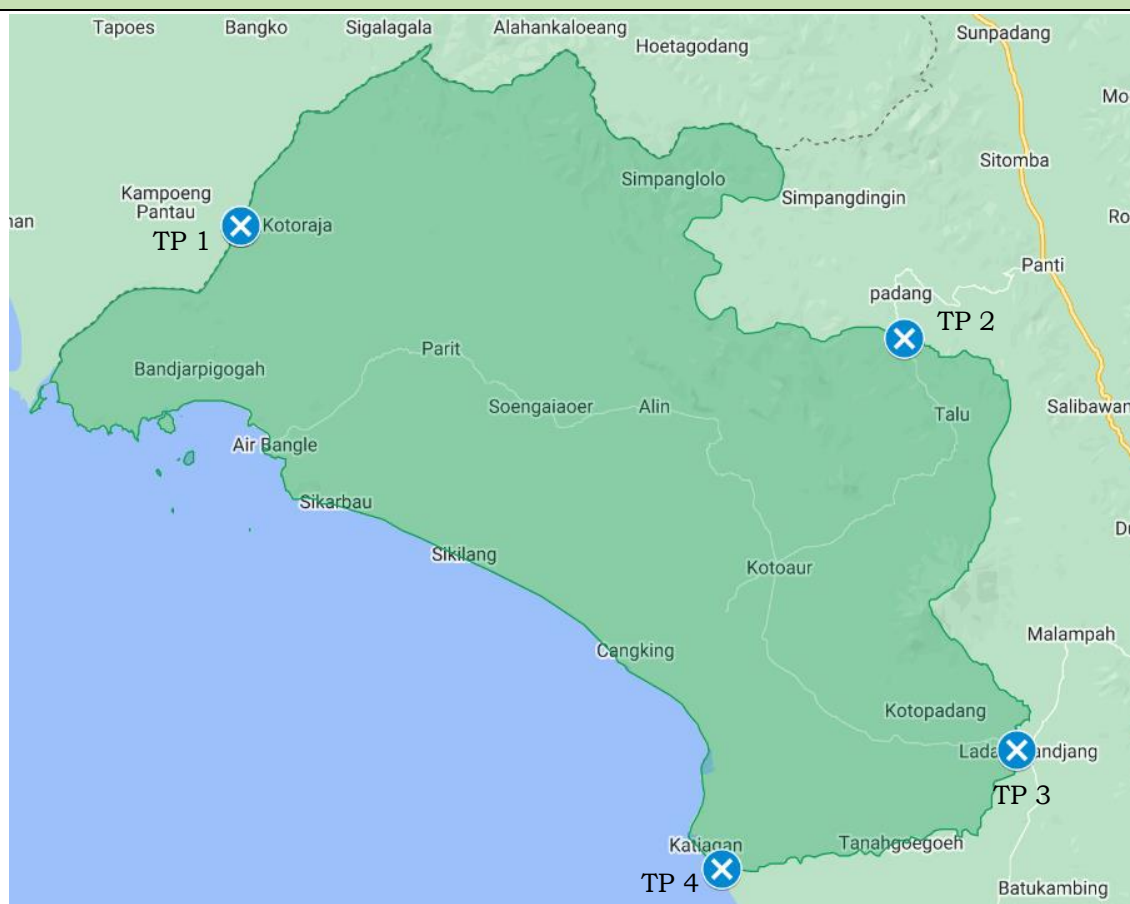 Tapoes
Bangko
Sigalagala
Alahankaloeang
Hoetagodang
Sunpadang
Mo
Sitomba
Simpanglolo
Simpangdingin
Kampoeng
Pantau
Kotoraja
TP 1
nan
Ro
Panti
padang
TP 2
Parit
Bandjarpigogah
Soengaiaoer
Alin
Talu
Salibawan
Air Bangle
Sikarbau
Sikilang
Kotoaur
Malampah
Cangking
Kotopadang
TP 3
Katiagan
Tanahgoegoeh
TP 4
Batukambing